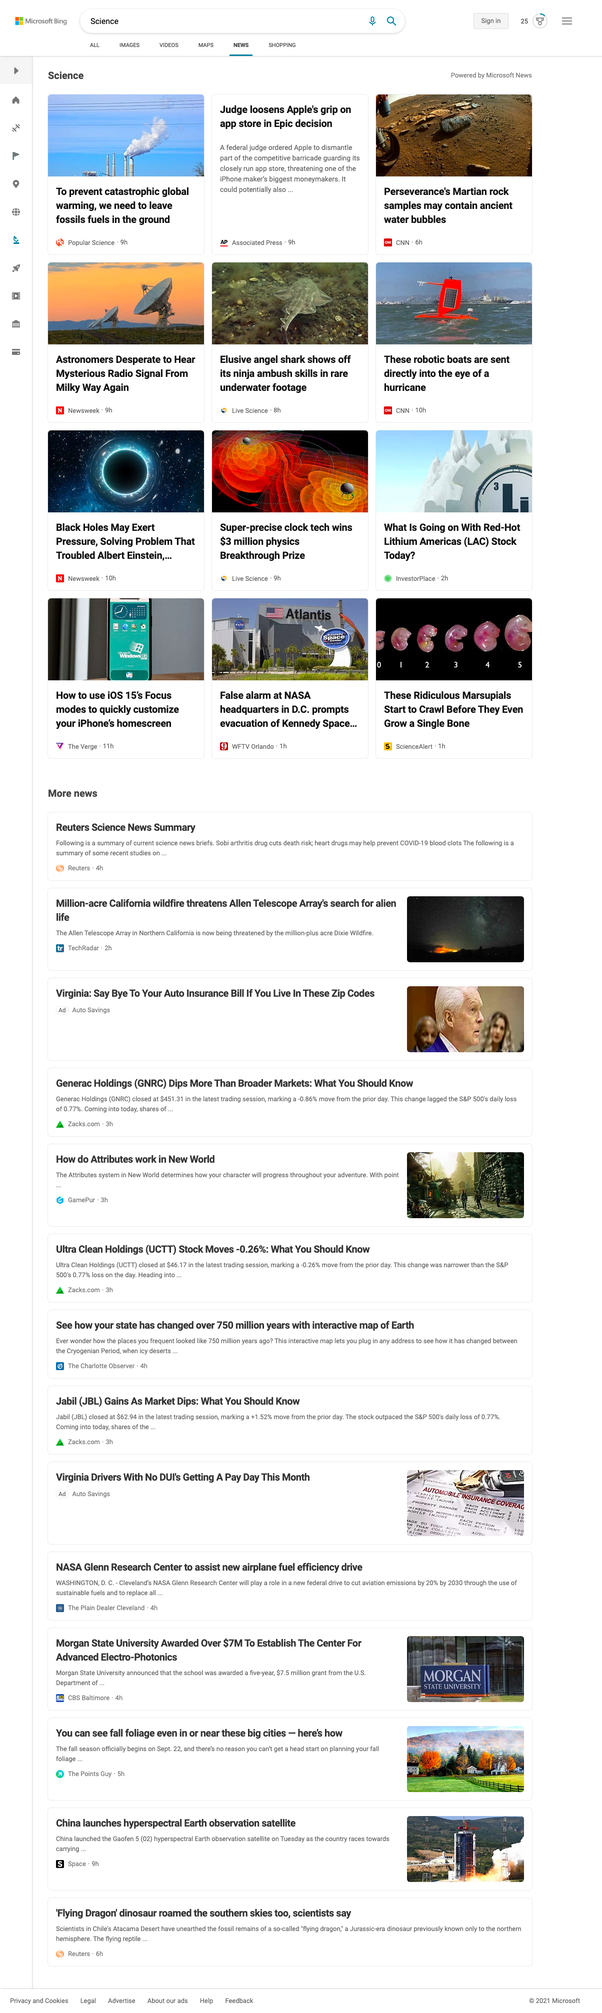 Microsoft Bing
Science
Sign in
25
ALL IMAGES VIDEOS MAPS NEWS SHOPPING
Science
Powered by Microsoft News
To prevent catastrophic global
warming, we need to leave
fossils fuels in the ground
Popular Science · 9h
Judge loosens Apple's grip on
app store in Epic decision
A federal judge ordered Apple to dismantle
part of the competitive barricade guarding its
closely run app store, threatening one of the
iPhone maker's biggest moneymakers. It
could potentially also ...
AP Associated Press · 9h
Perseverance's Martian rock
samples may contain ancient
water bubbles
CNN · 6h
Astronomers Desperate to Hear
Mysterious Radio Signal From
Milky Way Again
Newsweek · 9h
Elusive angel shark shows off
its ninja ambush skills in rare
underwater footage
Live Science · 8h
These robotic boats are sent
directly into the eye of a
hurricane
CNN · 10h
Black Holes May Exert
Pressure, Solving Problem That
Troubled Albert Einstein,...
Newsweek · 10h
Super-precise clock tech wins
$3 million physics
Breakthrough Prize
Live Science · 9h
3
Li
What Is Going on With Red-Hot
Lithium Americas (LAC) Stock
Today?
InvestorPlace · 2h
How to use iOS 15's Focus
modes to quickly customize
your iPhone's homescreen
The Verge · 11h
Atlantis
Space
False alarm at NASA
headquarters in D.C. prompts
evacuation of Kennedy Space...
WFTV Orlando · 1h
0 1 2 3 4 5
These Ridiculous Marsupials
Start to Crawl Before They Even
Grow a Single Bone
ScienceAlert · 1h
More news
Reuters Science News Summary
Following is a summary of current science news briefs. Sobi arthritis drug cuts death risk; heart drugs may help prevent COVID-19 blood clots The following is a
summary of some recent studies on ...
Reuters · 4h
Million-acre California wildfire threatens Allen Telescope Array's search for alien
life
The Allen Telescope Array in Northern California is now being threatened by the million-plus acre Dixie Wildfire.
tr TechRadar · 2h
Virginia: Say Bye To Your Auto Insurance Bill If You Live In These Zip Codes
Ad Auto Savings
Generac Holdings (GNRC) Dips More Than Broader Markets: What You Should Know
Generac Holdings (GNRC) closed at $451.31 in the latest trading session, marking a -0.86% move from the prior day. This change lagged the S&P 500's daily loss
of 0.77%. Coming into today, shares of ...
Zacks.com · 3h
How do Attributes work in New World
The Attributes system in New World determines how your character will progress throughout your adventure. With point
...
GamePur · 3h
Ultra Clean Holdings (UCTT) Stock Moves -0.26%: What You Should Know
Ultra Clean Holdings (UCTT) closed at $46.17 in the latest trading session, marking a -0.26% move from the prior day. This change was narrower than the S&P
500's 0.77% loss on the day. Heading into ...
Zacks.com · 3h
See how your state has changed over 750 million years with interactive map of Earth
Ever wonder how the places you frequent looked like 750 million years ago? This interactive map lets you plug in any address to see how it has changed between
the Cryogenian Period, when icy deserts ...
The Charlotte Observer · 4h
Jabil (JBL) Gains As Market Dips: What You Should Know
Jabil (JBL) closed at $62.94 in the latest trading session, marking a +1.52% move from the prior day. The stock outpaced the S&P 500's daily loss of 0.77%.
Coming into today, shares of the ...
Zacks.com · 3h
Virginia Drivers With No DUI's Getting A Pay Day This Month
Ad Auto Savings
AUTOMOBILE INSURANCE COVERAG
NASA Glenn Research Center to assist new airplane fuel efficiency drive
WASHINGTON, D. C. - Cleveland's NASA Glenn Research Center will play a role in a new federal drive to cut aviation emissions by 20% by 2030 through the use of
sustainable fuels and to replace all ...
The Plain Dealer Cleveland · 4h
Morgan State University Awarded Over $7M To Establish The Center For
Advanced Electro-Photonics
Morgan State University announced that the school was awarded a five-year, $7.5 million grant from the U.S.
Department of ...
CBS Baltimore · 4h
MORGAN
STATE UNIVERSITY
You can see fall foliage even in or near these big cities — here's how
The fall season officially begins on Sept. 22, and there's no reason you can't get a head start on planning your fall
foliage ...
The Points Guy · 5h
China launches hyperspectral Earth observation satellite
China launched the Gaofen 5 (02) hyperspectral Earth observation satellite on Tuesday as the country races towards
carrying ...
Space · 9h
'Flying Dragon' dinosaur roamed the southern skies too, scientists say
Scientists in Chile's Atacama Desert have unearthed the fossil remains of a so-called "flying dragon," a Jurassic-era dinosaur previously known only to the northern
hemisphere. The flying reptile ...
Reuters · 6h
Privacy and Cookies Legal Advertise About our ads Help Feedback
© 2021 Microsoft